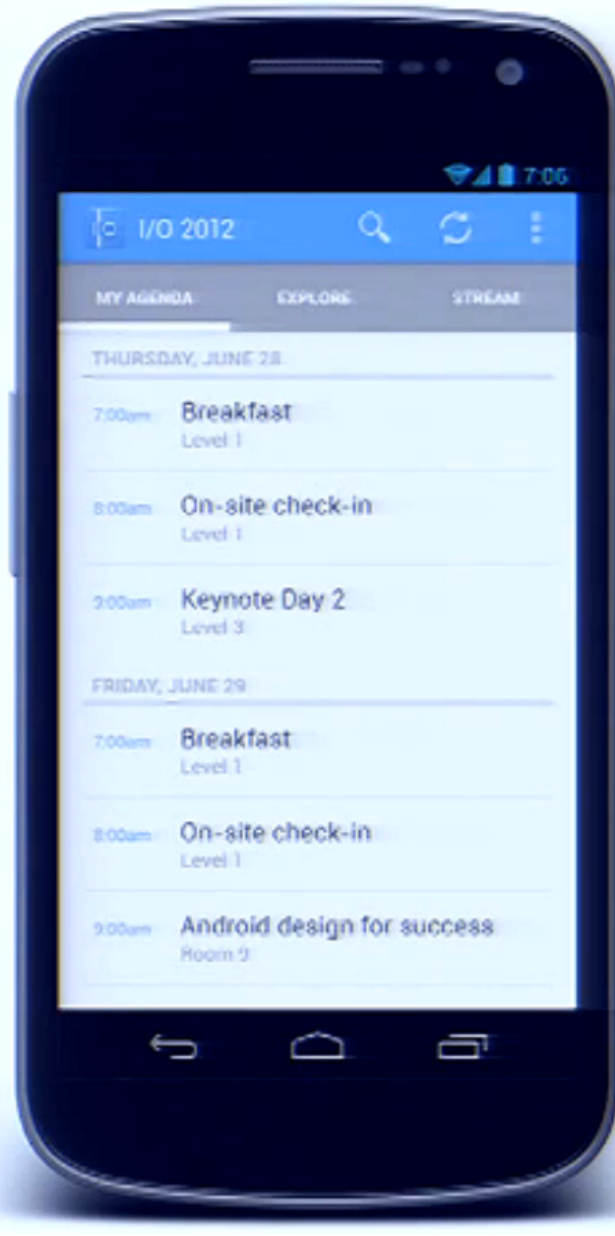 7:06
I/O 2012
MY AGENDA EXPLORE STREAM
THURSDAY, JUNE 28
7:00am Breakfast
Level 1
8:00am On-site check-in
Level 1
9:00am Keynote Day 2
Level 3
FRIDAY, JUNE 29
7:00am Breakfast
Level 1
8:00am On-site check-in
Level 1
9:00am Android design for success
Room 9